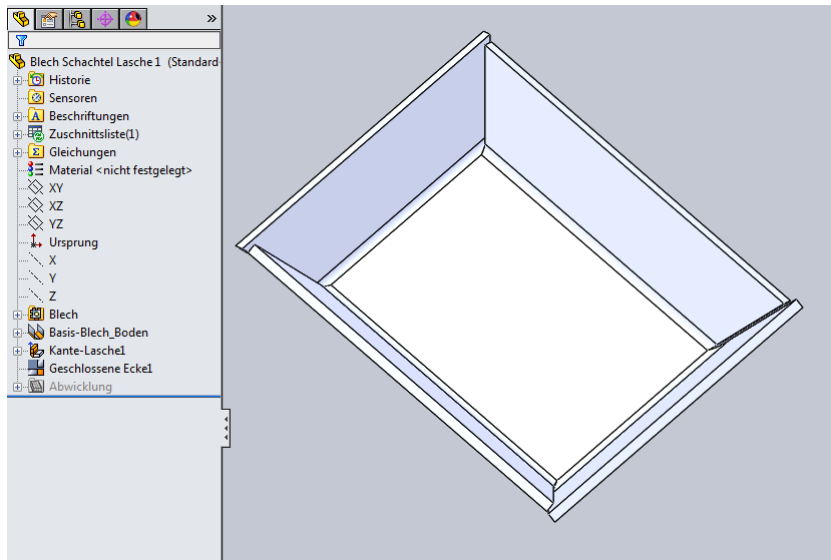 »
Blech Schachtel Lasche 1 (Standard
Historie
Sensoren
A Beschriftungen
Zuschnittsliste(1)
Σ Gleichungen
Material <nicht festgelegt>
XY
XZ
YZ
Ursprung
X
Y
Z
Blech
Basis-Blech_Boden
Kante-Lasche1
Geschlossene Ecke1
Abwicklung